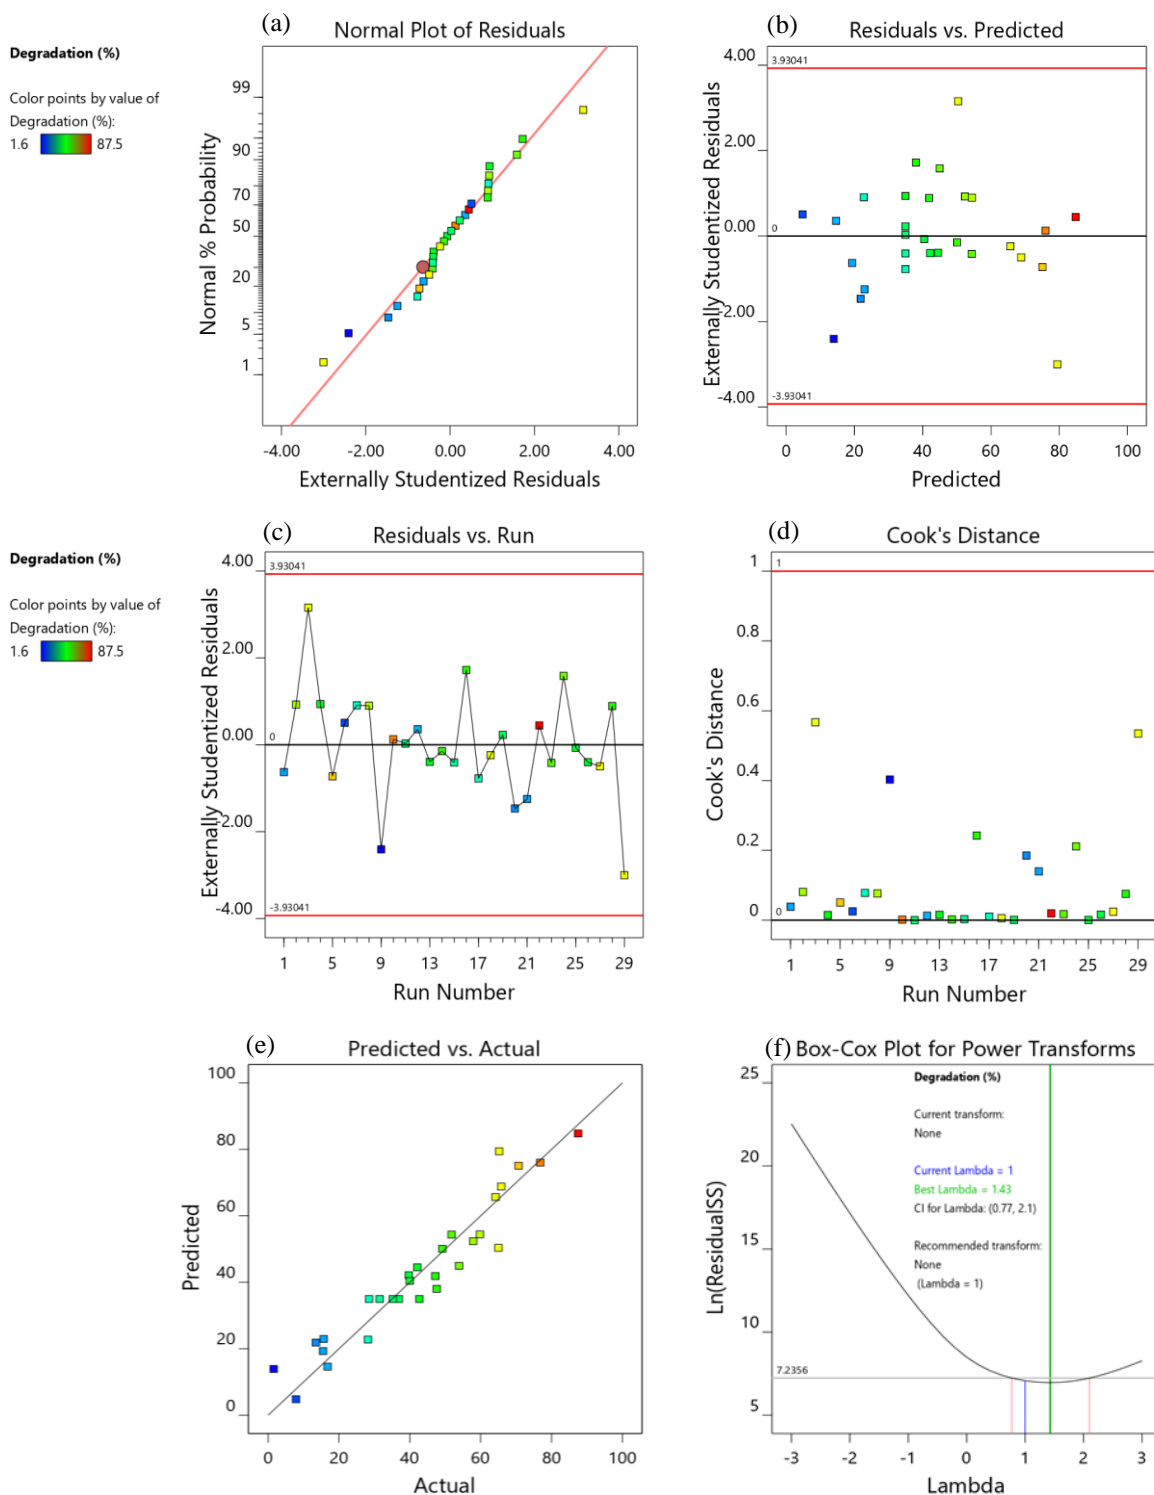 (a)
Normal Plot of Residuals
Degradation (%)
Color points by value of
Degradation (%):
1.6 87.5
Normal % Probability
99
90
70
50
20
5
1
-4.00 -2.00 0.00 2.00 4.00
Externally Studentized Residuals
(b)
Residuals vs. Predicted
Externally Studentized Residuals
4.00
2.00
0.00
-2.00
-4.00
3.93041
0
-3.93041
0 20 40 60 80 100
Predicted
(c)
Residuals vs. Run
Degradation (%)
Color points by value of
Degradation (%):
1.6 87.5
Externally Studentized Residuals
4.00
2.00
0.00
-2.00
-4.00
3.93041
0
-3.93041
1 5 9 13 17 21 25 29
Run Number
(d)
Cook's Distance
Cook's Distance
1
0.8
0.6
0.4
0.2
0
1
0
1 5 9 13 17 21 25 29
Run Number
(e)
Predicted vs. Actual
Predicted
100
80
60
40
20
0
0 20 40 60 80 100
Actual
(f) Box-Cox Plot for Power Transforms
Ln(ResidualSS)
25
20
15
10
5
Degradation (%)
Current transform:
None
Current Lambda = 1
Best Lambda = 1.43
CI for Lambda: (0.77, 2.1)
Recommended transform:
None
(Lambda = 1)
7.2356
-3 -2 -1 0 1 2 3
Lambda